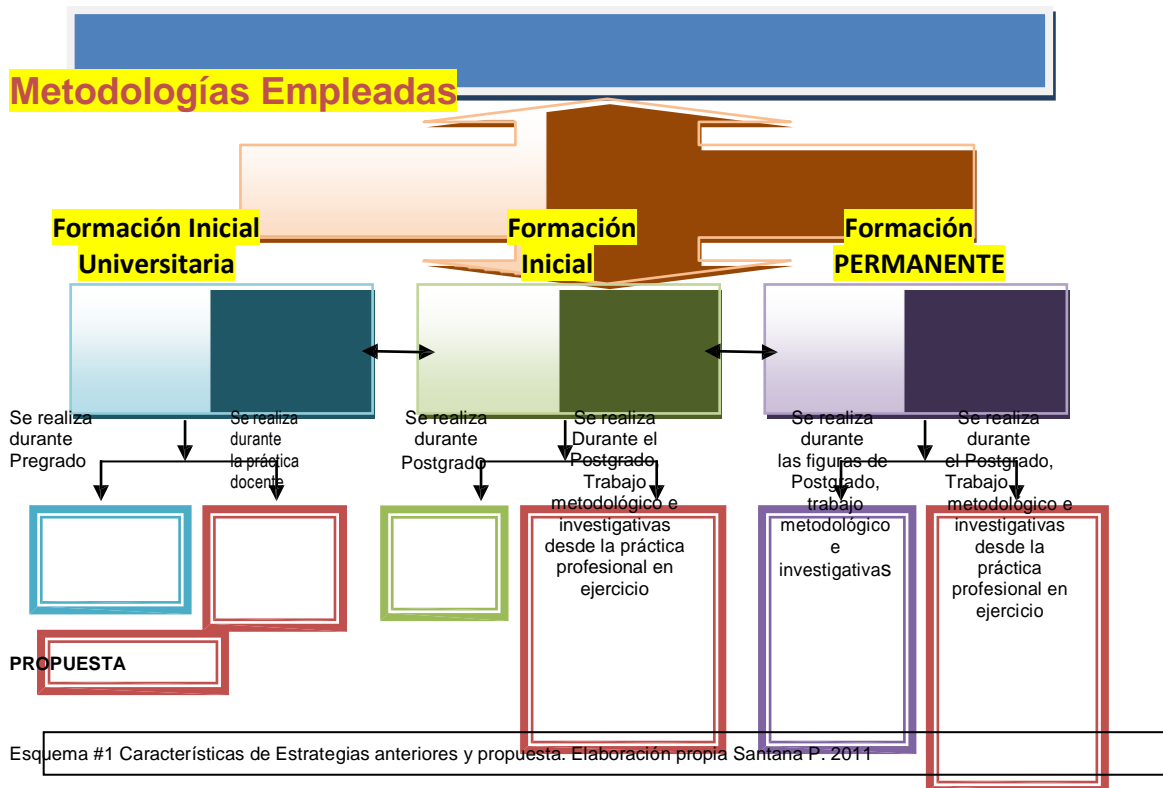 Metodologías Empleadas
Formación Inicial
Universitaria
Formación
Inicial
Formación
PERMANENTE
Se realiza
durante
Pregrado
Se realiza
durante
la práctica
docente
Se realiza
durante
Postgrado
Se realiza
Durante el
Postgrado,
Trabajo
metodológico e
investigativas
desde la práctica
profesional en
ejercicio
Se realiza
durante
las figuras de
Postgrado,
trabajo
metodológico
e
investigativas
Se realiza
durante
el Postgrado,
Trabajo
metodológico e
investigativas
desde la
práctica
profesional en
ejercicio
PROPUESTA
Esquema #1 Características de Estrategias anteriores y propuesta. Elaboración propia Santana P. 2011